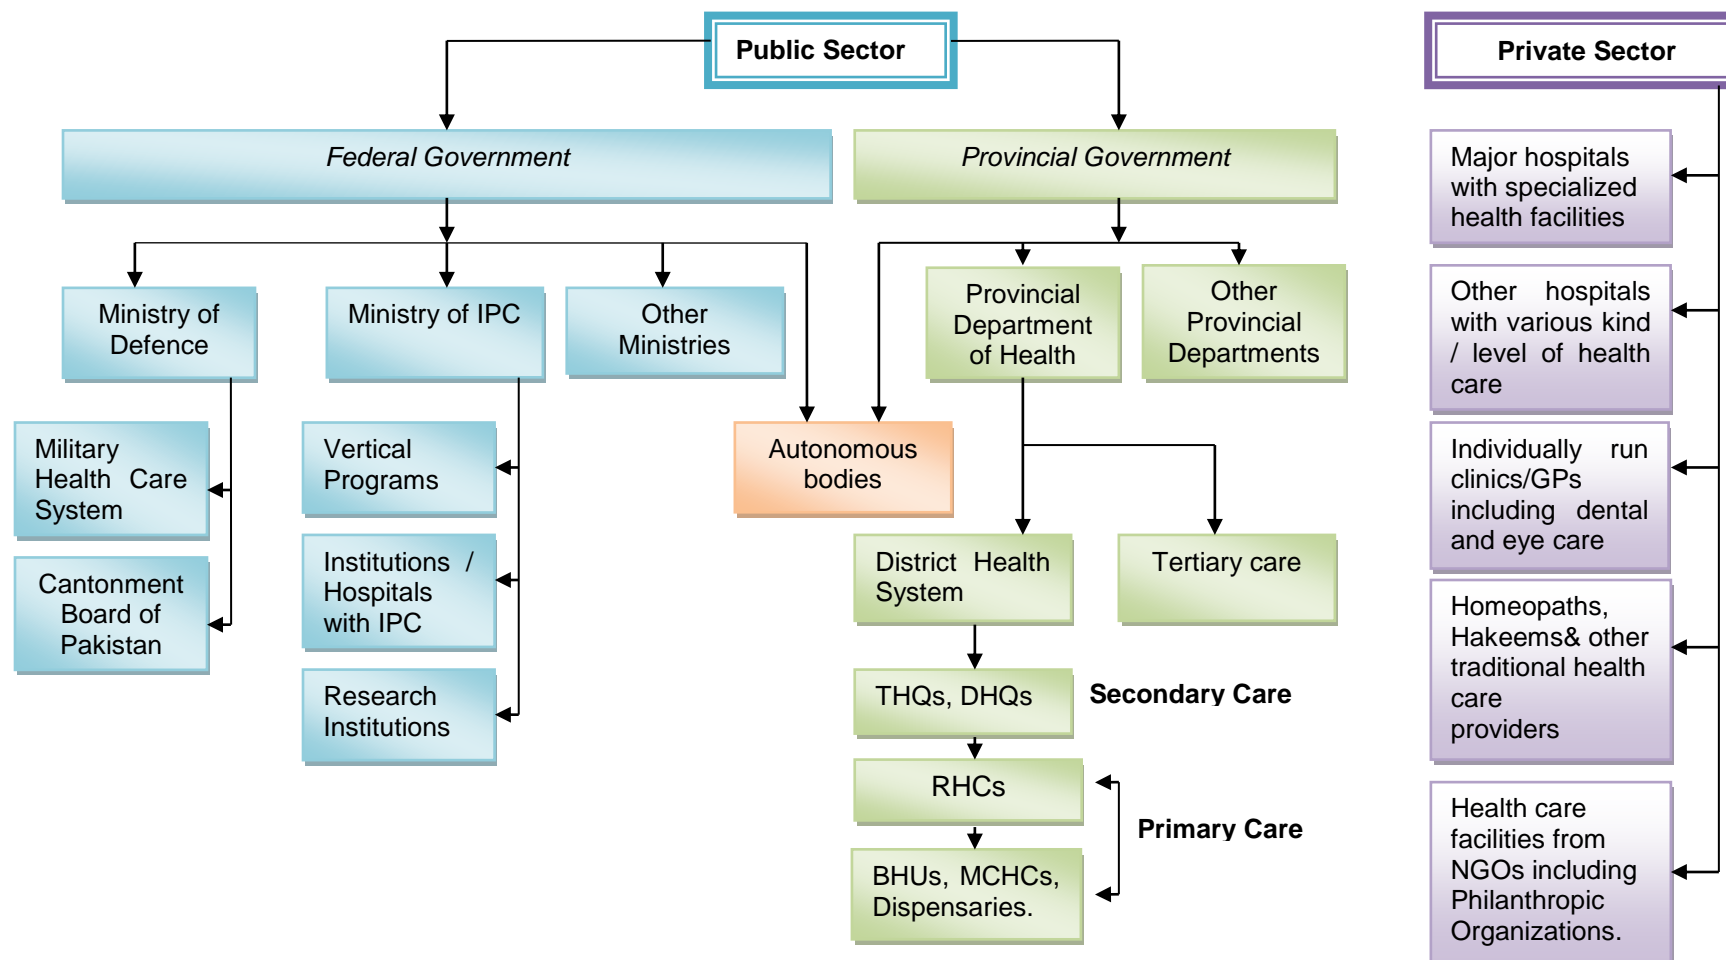 Public Sector
Private Sector
Federal Government
Provincial Government
Major hospitals
with specialized
health facilities
Ministry of
Defence
Ministry of IPC
Other
Ministries
Provincial
Department
of Health
Other
Provincial
Departments
Other hospitals
with various kind
/ level of health
care
Military
Health Care
System
Vertical
Programs
Autonomous
bodies
Individually run
clinics/GPs
including dental
and eye care
Cantonment
Board of
Pakistan
Institutions /
Hospitals
with IPC
District Health
System
Tertiary care
Homeopaths,
Hakeems& other
traditional health
care
providers
Research
Institutions
THQs, DHQs
Secondary Care
RHCs
Primary Care
BHUs, MCHCs,
Dispensaries.
Health care
facilities from
NGOs including
Philanthropic
Organizations.